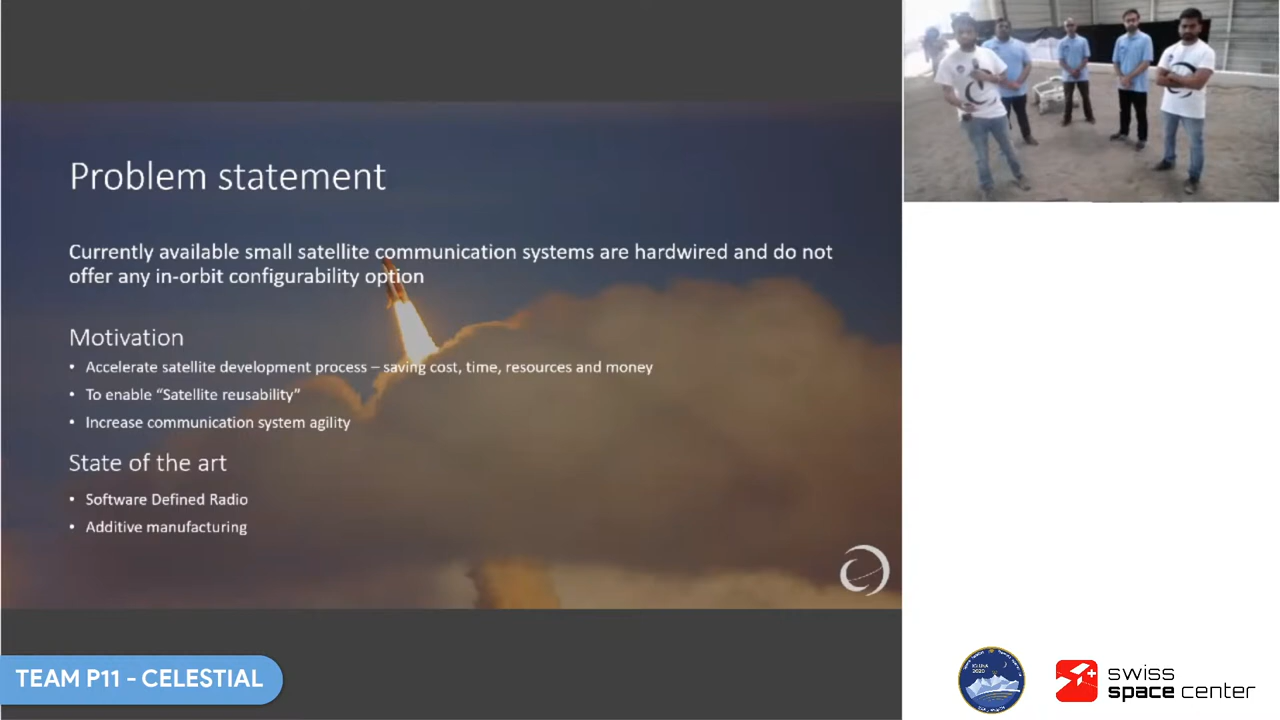 Problem statement
Currently available small satellite communication systems are hardwired and do not
offer any in-orbit configurability option
Motivation
• Accelerate satellite development process – saving cost, time, resources and money
• To enable “Satellite reusability”
• Increase communication system agility
State of the art
• Software Defined Radio
• Additive manufacturing
TEAM P11 - CELESTIAL
IGLUNA
2020
swiss
space center